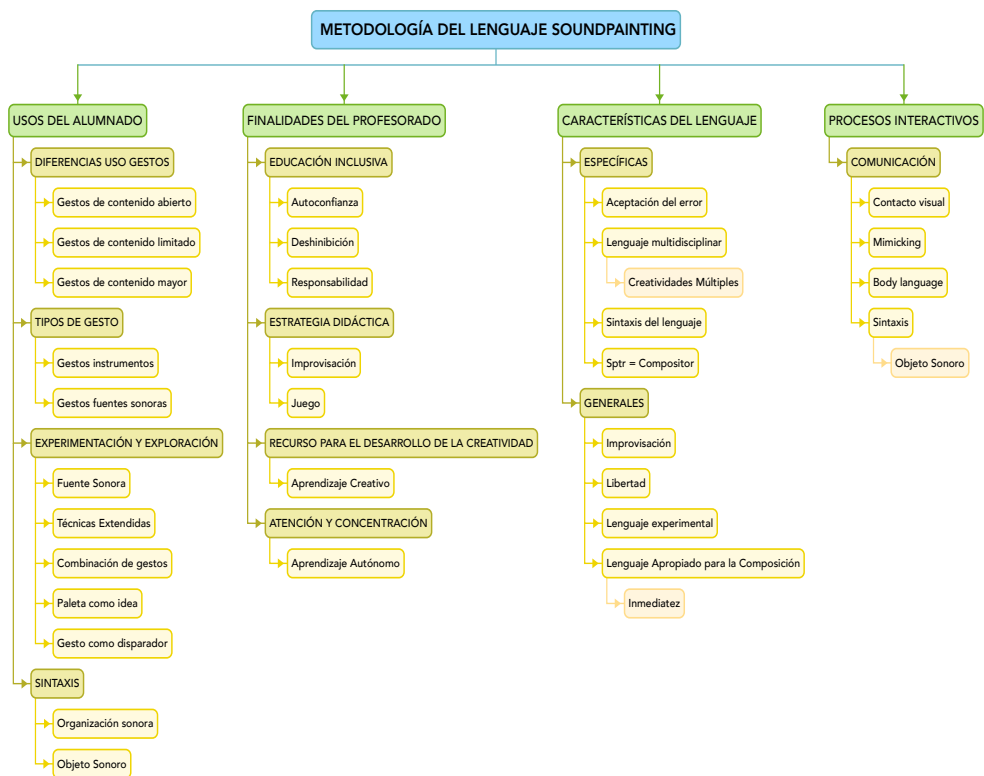 METODOLOGÍA DEL LENGUAJE SOUNDPAINTING
USOS DEL ALUMNADO
DIFERENCIAS USO GESTOS
Gestos de contenido abierto
Gestos de contenido limitado
Gestos de contenido mayor
TIPOS DE GESTO
Gestos instrumentos
Gestos fuentes sonoras
EXPERIMENTACIÓN Y EXPLORACIÓN
Fuente Sonora
Técnicas Extendidas
Combinación de gestos
Paleta como idea
Gesto como disparador
SINTAXIS
Organización sonora
Objeto Sonoro
FINALIDADES DEL PROFESORADO
EDUCACIÓN INCLUSIVA
Autoconfianza
Deshinibición
Responsabilidad
ESTRATEGIA DIDÁCTICA
Improvisación
Juego
RECURSO PARA EL DESARROLLO DE LA CREATIVIDAD
Aprendizaje Creativo
ATENCIÓN Y CONCENTRACIÓN
Aprendizaje Autónomo
CARACTERÍSTICAS DEL LENGUAJE
ESPECÍFICAS
Aceptación del error
Lenguaje multidisciplinar
Creatividades Múltiples
Sintaxis del lenguaje
Sptr = Compositor
GENERALES
Improvisación
Libertad
Lenguaje experimental
Lenguaje Apropiado para la Composición
Inmediatez
PROCESOS INTERACTIVOS
COMUNICACIÓN
Contacto visual
Mimicking
Body language
Sintaxis
Objeto Sonoro